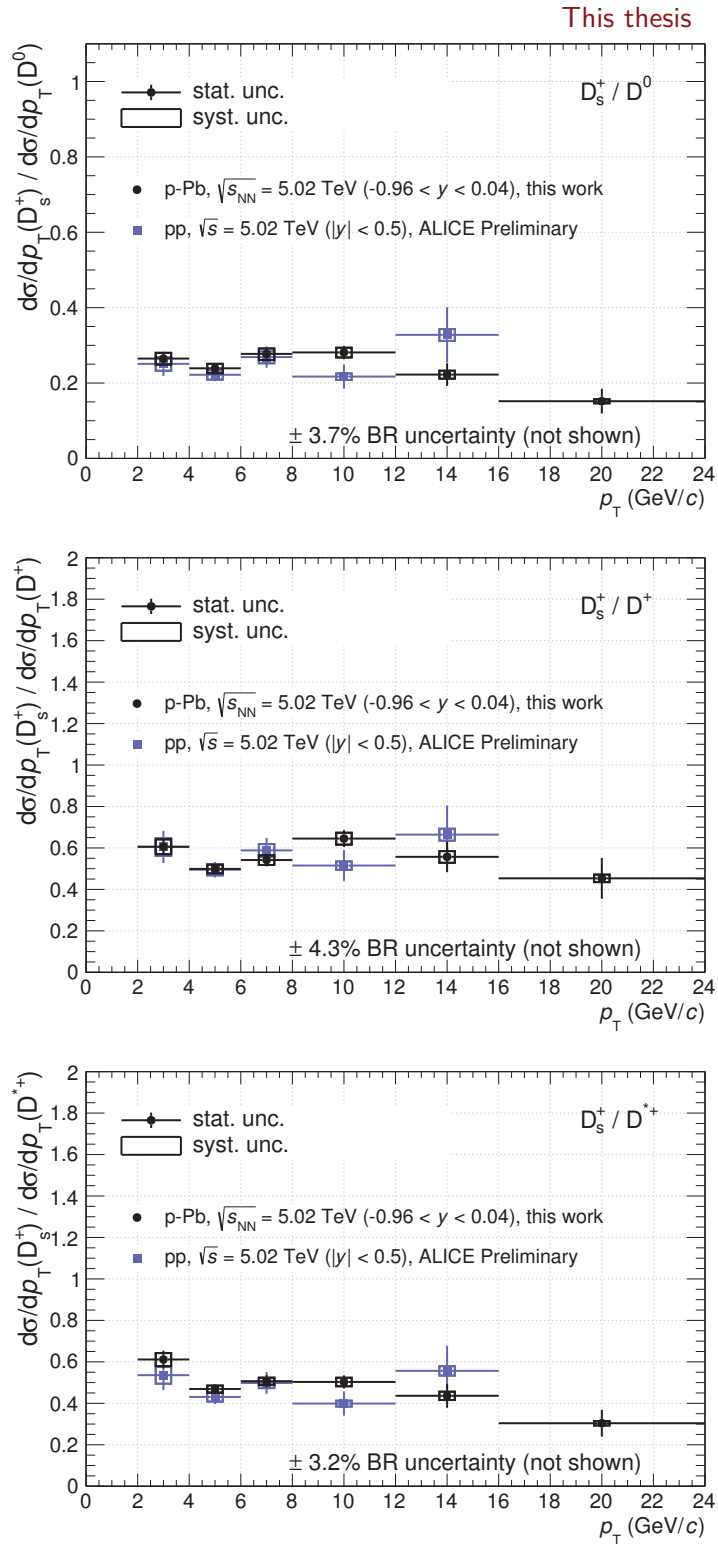 This thesis
dσ/dp_T(D_s^+) / dσ/dp_T(D^0)
1
0.8
0.6
0.4
0.2
0
stat. unc.
syst. unc.
D_s^+ / D^0
p-Pb, √s_NN = 5.02 TeV (-0.96 < y < 0.04), this work
pp, √s = 5.02 TeV (|y| < 0.5), ALICE Preliminary
± 3.7% BR uncertainty (not shown)
0 2 4 6 8 10 12 14 16 18 20 22 24
p_T (GeV/c)
dσ/dp_T(D_s^+) / dσ/dp_T(D^+)
2
1.8
1.6
1.4
1.2
1
0.8
0.6
0.4
0.2
0
stat. unc.
syst. unc.
D_s^+ / D^+
p-Pb, √s_NN = 5.02 TeV (-0.96 < y < 0.04), this work
pp, √s = 5.02 TeV (|y| < 0.5), ALICE Preliminary
± 4.3% BR uncertainty (not shown)
0 2 4 6 8 10 12 14 16 18 20 22 24
p_T (GeV/c)
dσ/dp_T(D_s^+) / dσ/dp_T(D^*+)
2
1.8
1.6
1.4
1.2
1
0.8
0.6
0.4
0.2
0
stat. unc.
syst. unc.
D_s^+ / D^*+
p-Pb, √s_NN = 5.02 TeV (-0.96 < y < 0.04), this work
pp, √s = 5.02 TeV (|y| < 0.5), ALICE Preliminary
± 3.2% BR uncertainty (not shown)
0 2 4 6 8 10 12 14 16 18 20 22 24
p_T (GeV/c)